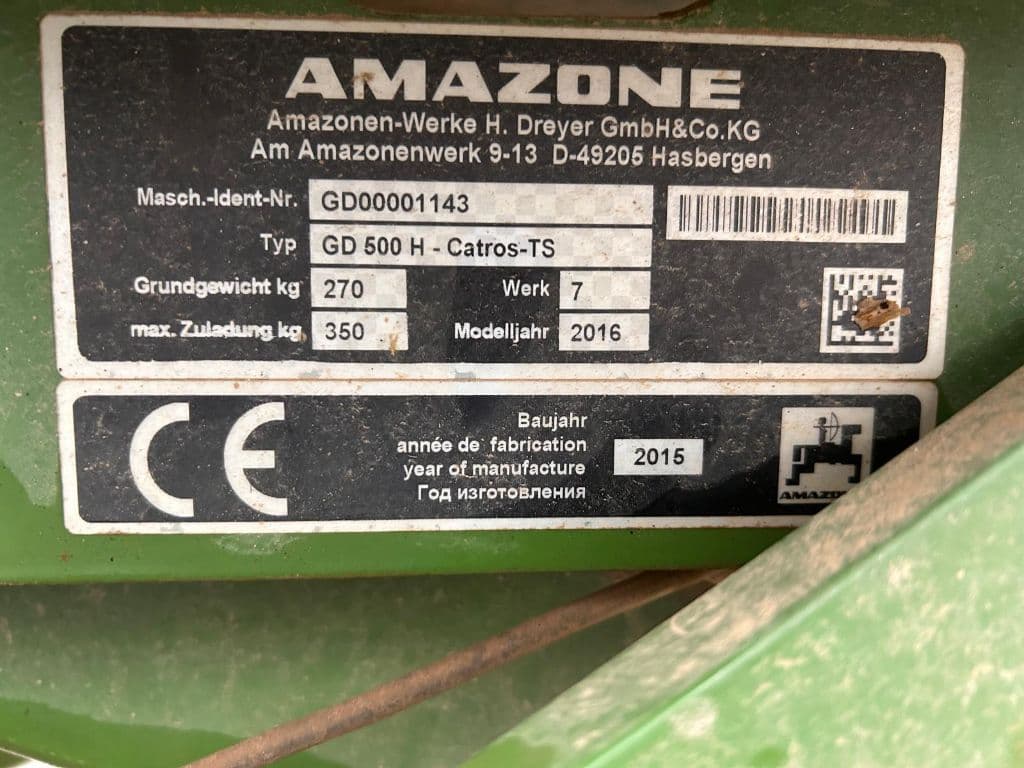 AMAZONE
Amazonen-Werke H. Dreyer GmbH&Co.KG
Am Amazonenwerk 9-13 D-49205 Hasbergen
Masch.-Ident-Nr. GD00001143
Typ GD 500 H - Catros-TS
Grundgewicht kg 270 Werk 7
max. Zuladung kg 350 Modelljahr 2016
CE
Baujahr
année de fabrication
year of manufacture 2015
Год изготовления